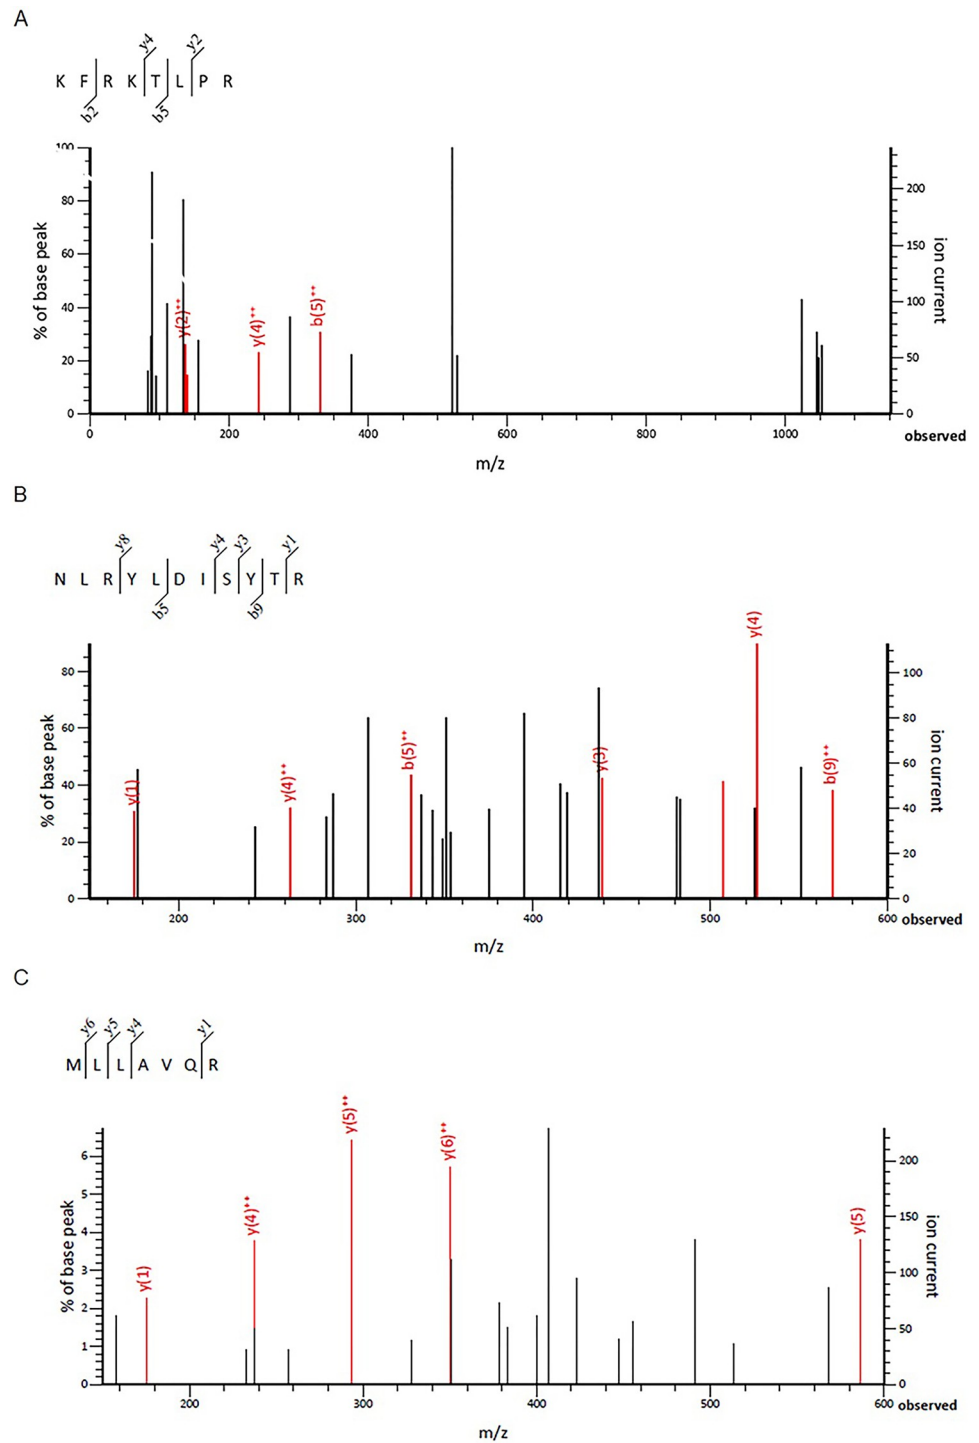 A
y4 y2
K F R K T L P R
b2 b5
100
80
60
40
20
0
% of base peak
y(2)**
y(4)**
b(5)**
200
150
100
50
0
ion current
0 200 400 600 800 1000 observed
m/z
B
y8 y4 y3 y1
N L R Y L D I S Y T R
b5 b9
80
60
40
20
0
% of base peak
y(1)
y(4)**
b(5)**
y(3)
y(4)
b(9)**
100
80
60
40
20
0
ion current
200 300 400 500 600 observed
m/z
C
y6 y5 y4 y1
M L L A V Q R
6
5
4
3
2
1
0
% of base peak
y(1)
y(4)**
y(5)**
y(6)**
y(5)
200
150
100
50
0
ion current
200 300 400 500 600 observed
m/z